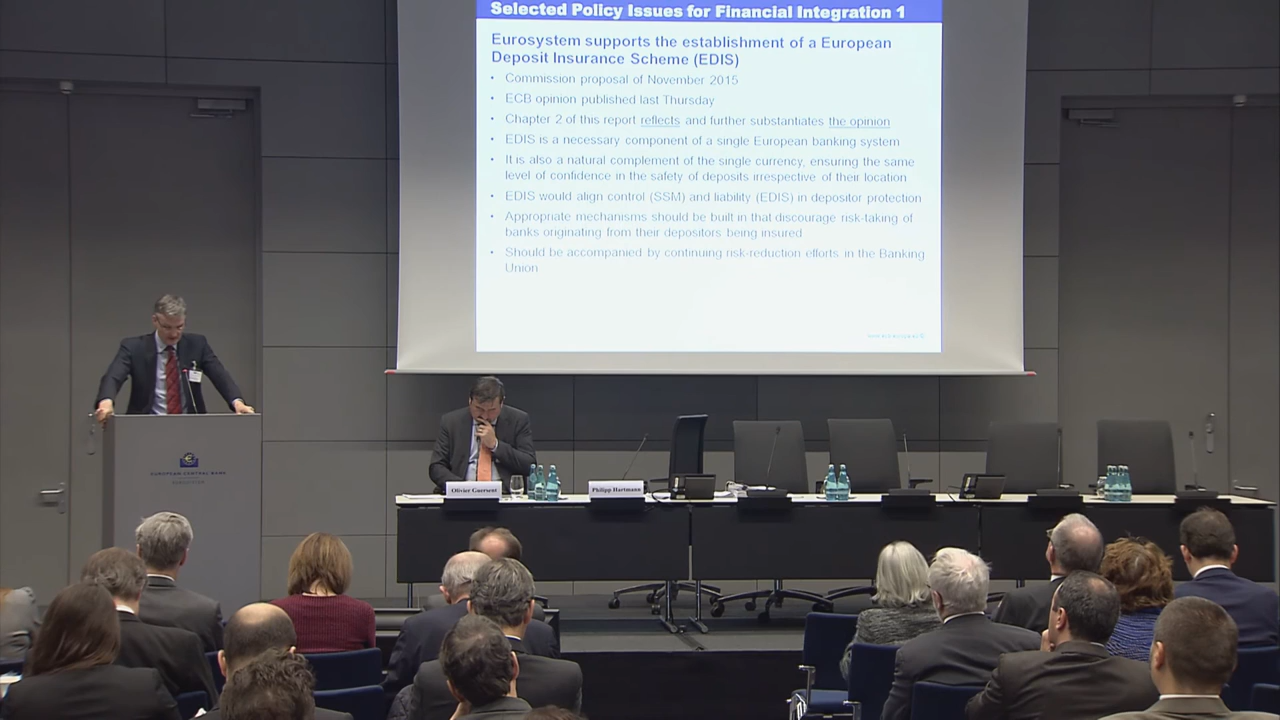 Selected Policy Issues for Financial Integration 1
Eurosystem supports the establishment of a European
Deposit Insurance Scheme (EDIS)
• Commission proposal of November 2015
• ECB opinion published last Thursday
• Chapter 2 of this report reflects and further substantiates the opinion
• EDIS is a necessary component of a single European banking system
• It is also a natural complement of the single currency, ensuring the same
level of confidence in the safety of deposits irrespective of their location
• EDIS would align control (SSM) and liability (EDIS) in depositor protection
• Appropriate mechanisms should be built in that discourage risk-taking of
banks originating from their depositors being insured
• Should be accompanied by continuing risk-reduction efforts in the Banking
Union
EUROPEAN CENTRAL BANK
EUROSYSTEM
Olivier Guersent
Philipp Hartmann